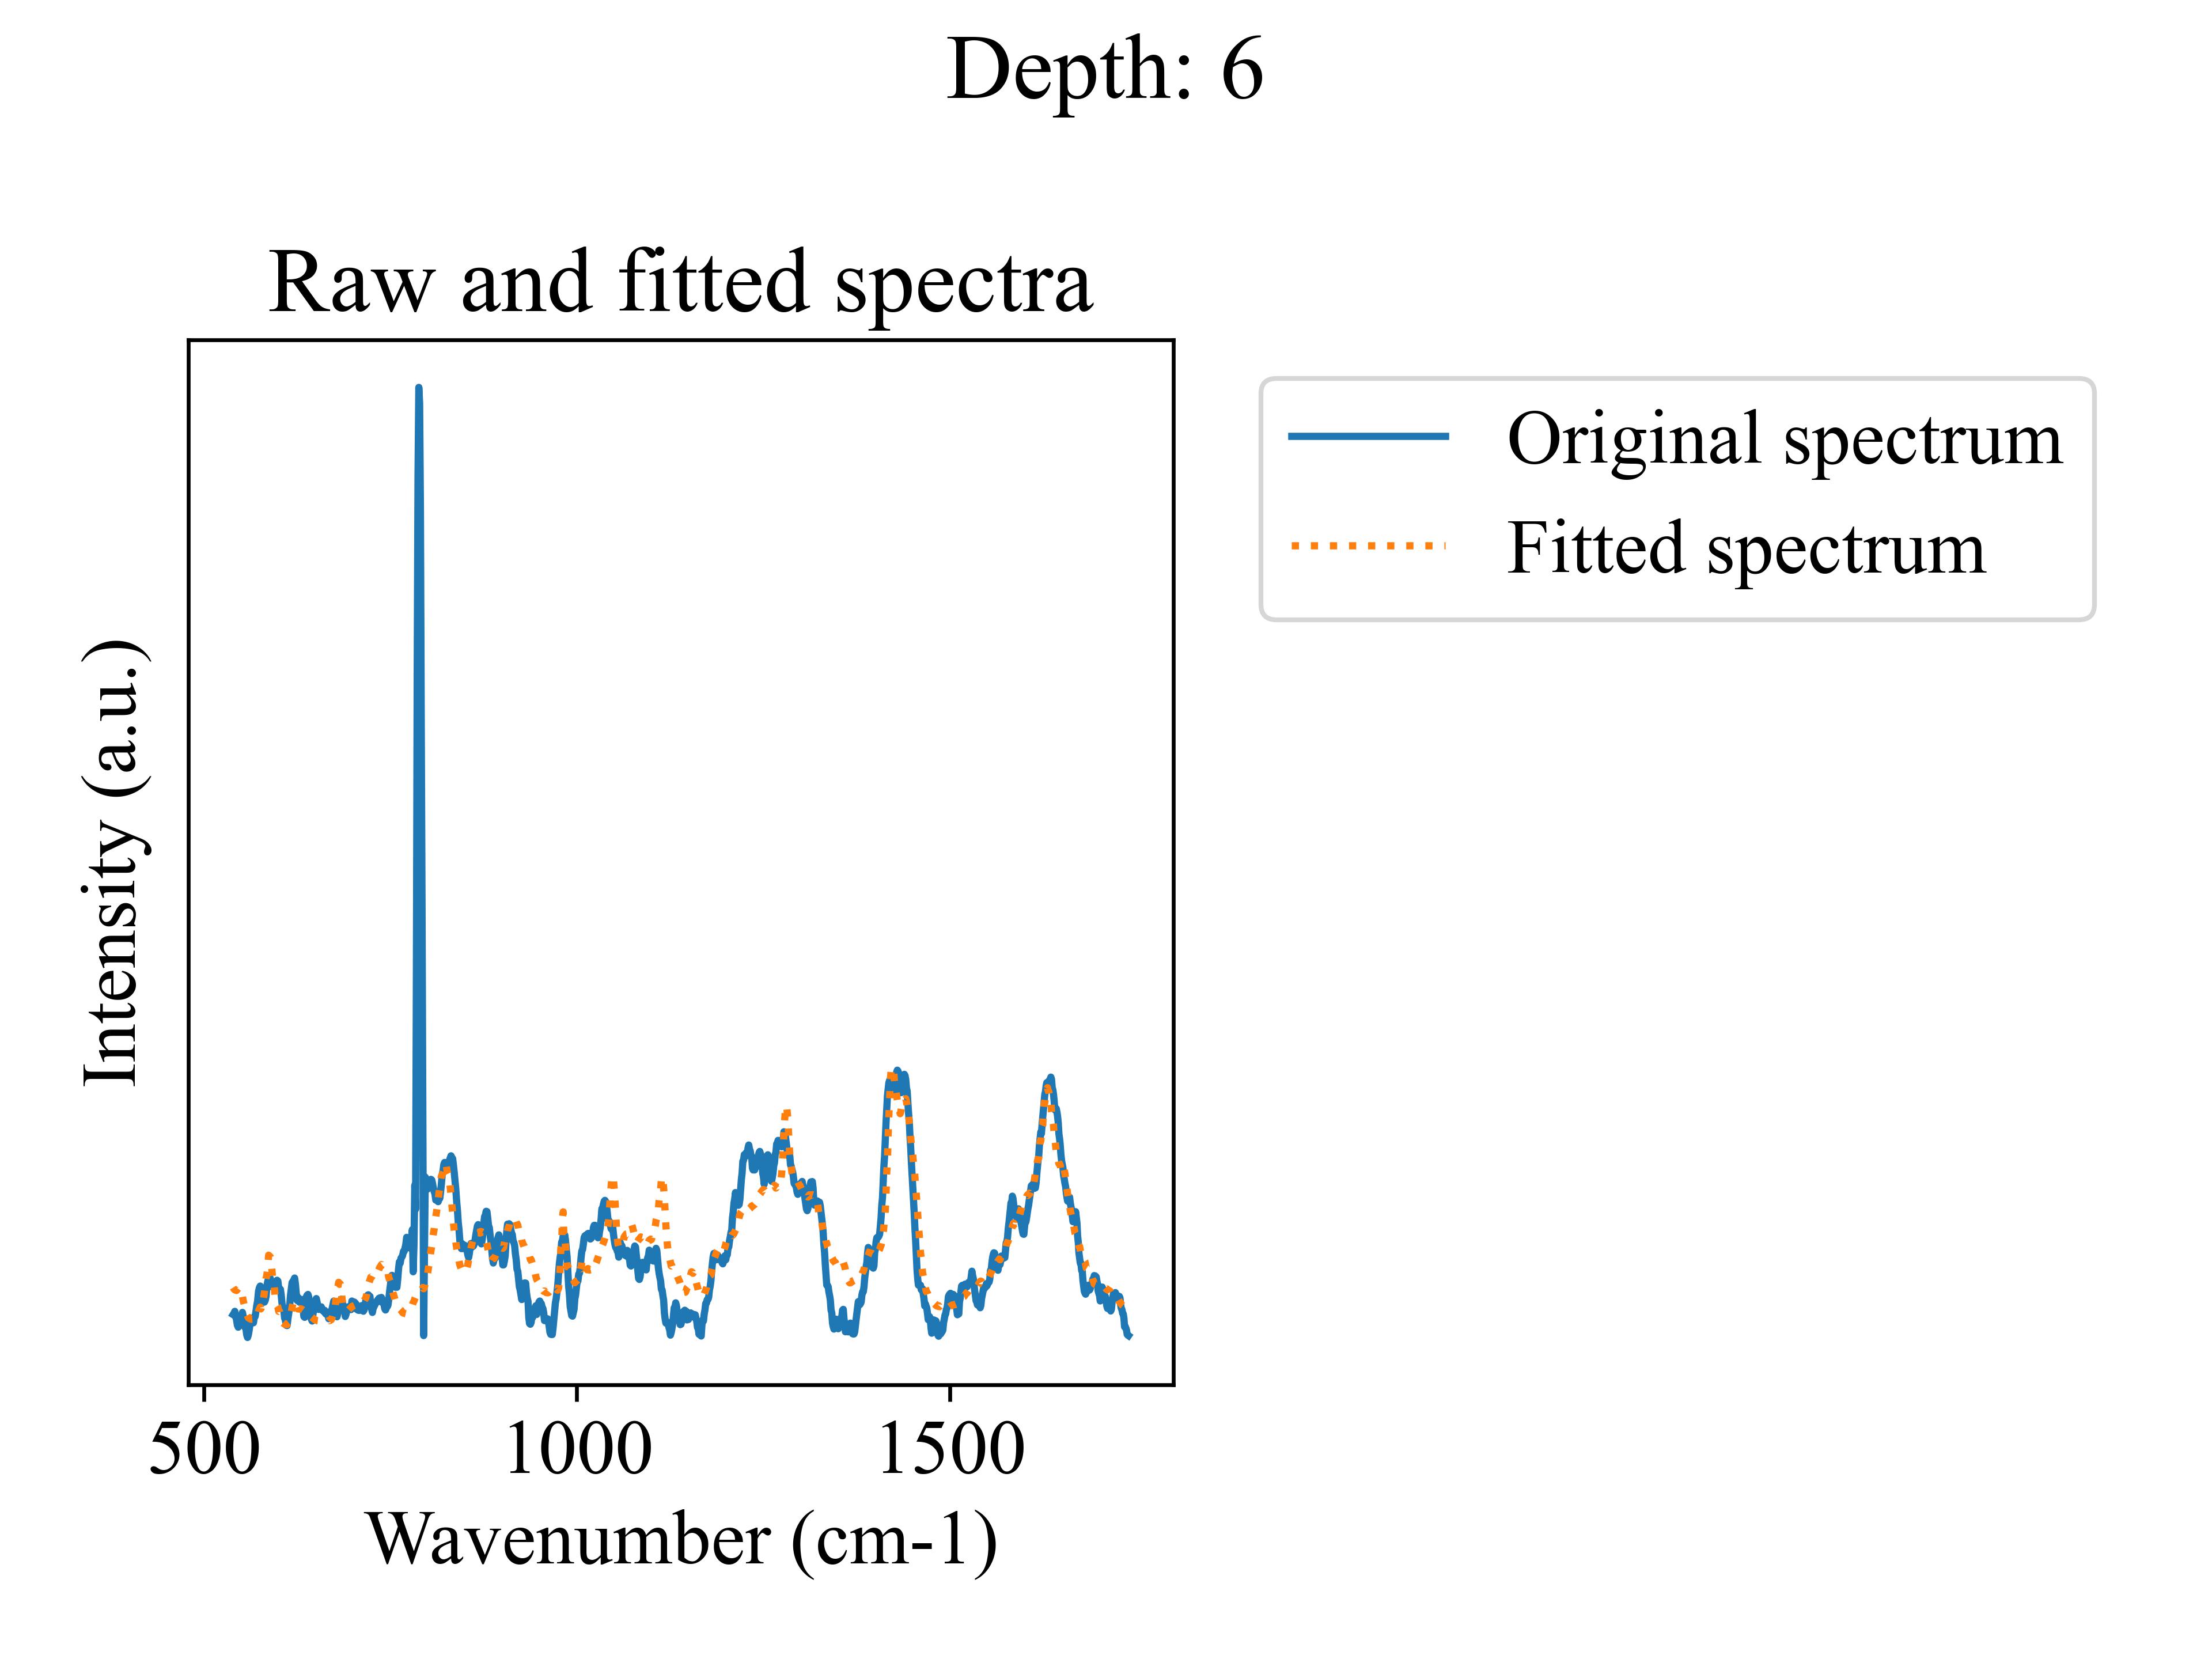 Depth: 6
Raw and fitted spectra
Original spectrum
Fitted spectrum
Intensity (a.u.)
500 1000 1500
Wavenumber (cm-1)